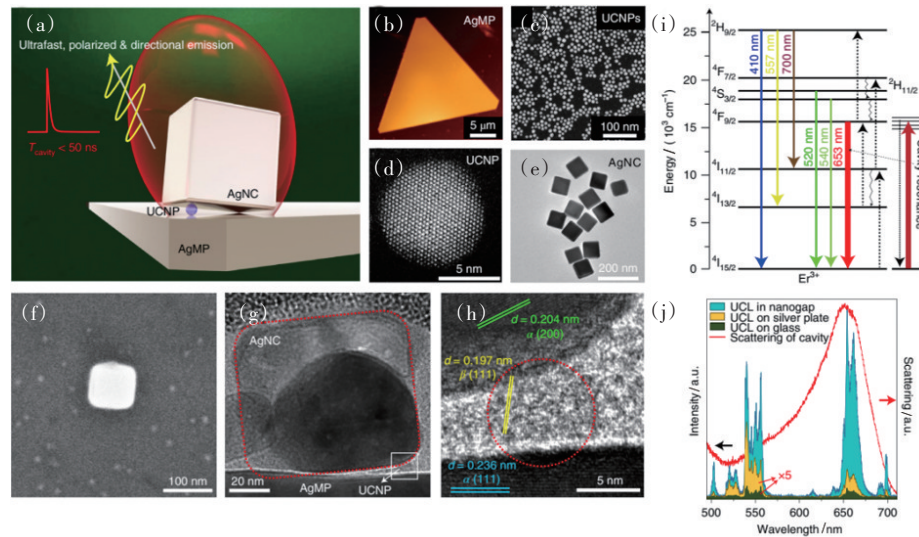 (a)
Ultrafast, polarized & directional emission
Tcavity < 50 ns
AgNC
UCNP
AgMP
(b)
AgMP
5 μm
(c)
UCNPs
100 nm
(d)
UCNP
5 nm
(e)
AgNC
200 nm
(f)
100 nm
(g)
AgNC
20 nm
AgMP
UCNP
(h)
d = 0.204 nm
α (200)
d = 0.197 nm
β (111)
d = 0.236 nm
α (111)
5 nm
(i)
Energy / (10³ cm⁻¹)
25
20
15
10
5
0
²H9/2
⁴F7/2
⁴S3/2
⁴F9/2
⁴I11/2
⁴I13/2
⁴I15/2
²H11/2
410 nm
557 nm
700 nm
520 nm
540 nm
653 nm
Er³⁺
(j)
UCL in nanogap
UCL on silver plate
UCL on glass
Scattering of cavity
×5
Intensity/a.u.
Scattering/a.u.
500
550
600
650
700
Wavelength/nm